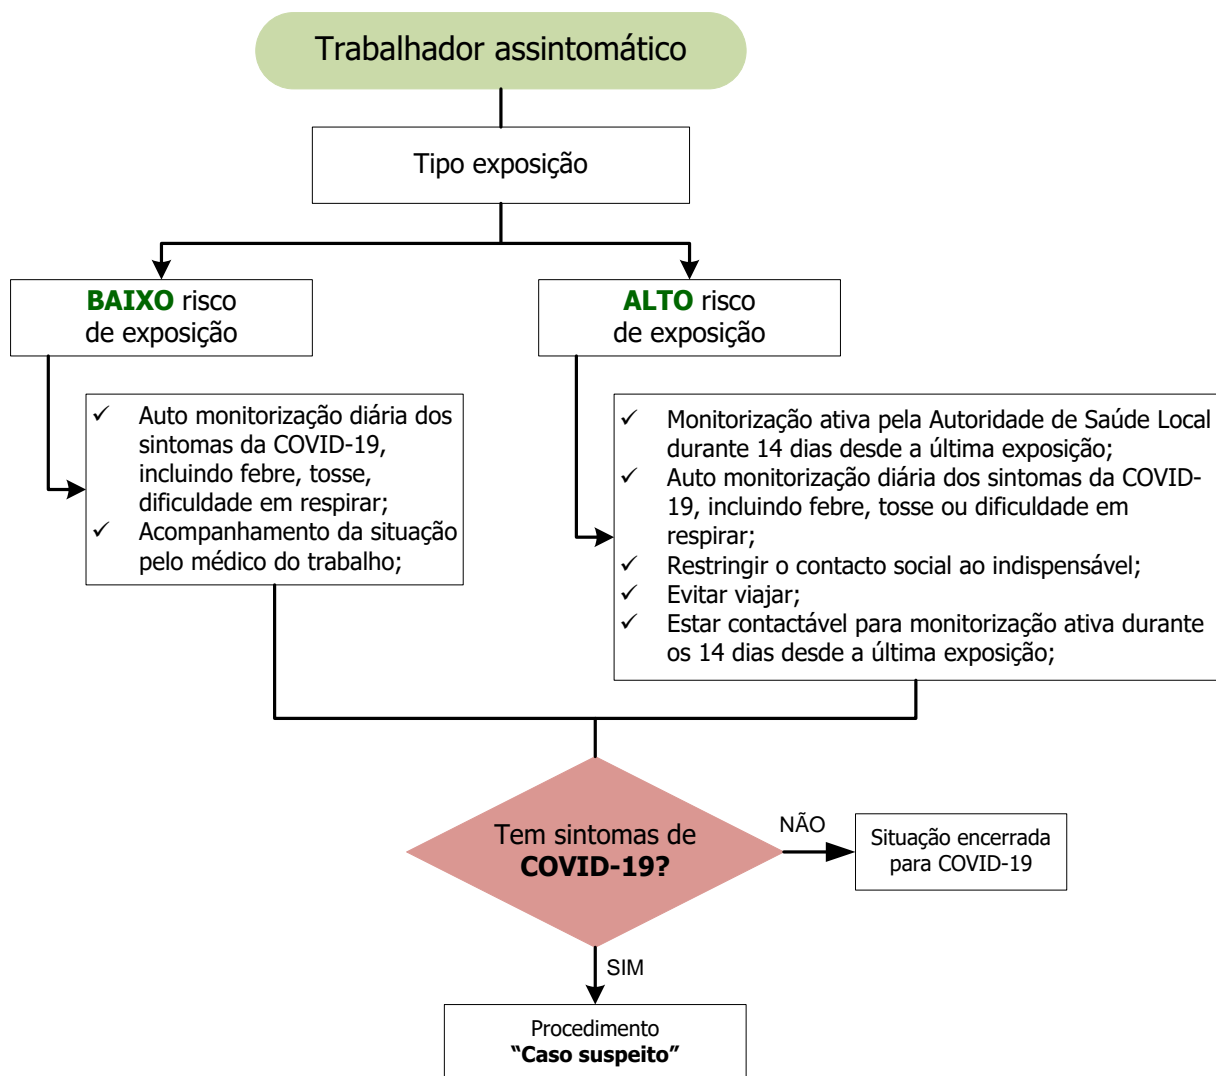 Trabalhador assintomático
Tipo exposição
BAIXO risco
de exposição
ALTO risco
de exposição
✓ Auto monitorização diária dos
sintomas da COVID-19,
incluindo febre, tosse,
dificuldade em respirar;
✓ Acompanhamento da situação
pelo médico do trabalho;
✓ Monitorização ativa pela Autoridade de Saúde Local
durante 14 dias desde a última exposição;
✓ Auto monitorização diária dos sintomas da COVID-
19, incluindo febre, tosse ou dificuldade em
respirar;
✓ Restringir o contacto social ao indispensável;
✓ Evitar viajar;
✓ Estar contactável para monitorização ativa durante
os 14 dias desde a última exposição;
Tem sintomas de
COVID-19?
NÃO
Situação encerrada
para COVID-19
SIM
Procedimento
“Caso suspeito”